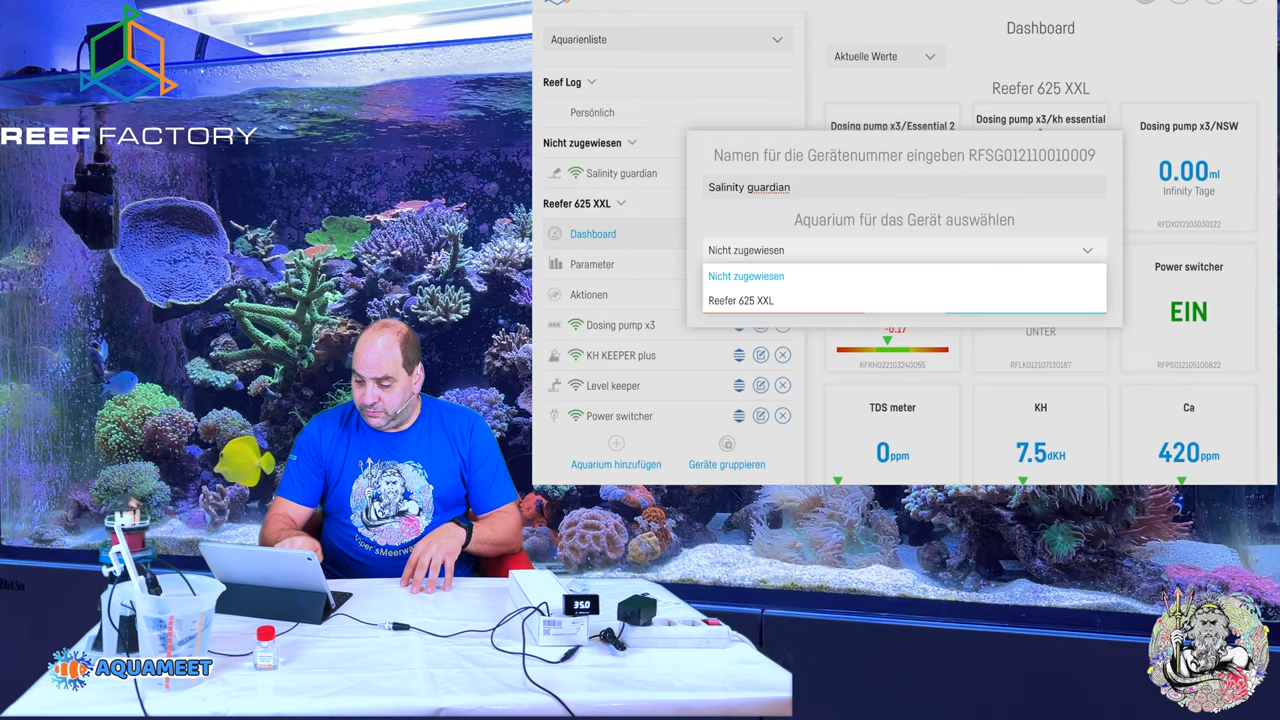 REEF FACTORY
Aquarienliste
Reef Log
Persönlich
Nicht zugewiesen
Salinity guardian
Reefer 625 XXL
Dashboard
Parameter
Aktionen
Dosing pump x3
KH KEEPER plus
Level keeper
Power switcher
Aquarium hinzufügen
Geräte gruppieren
Dashboard
Aktuelle Werte
Reefer 625 XXL
Dosing pump x3/Essential 2
Dosing pump x3/kh essential
Dosing pump x3/NSW
0.00ml
Infinity Tage
RFDX012103030122
Namen für die Gerätenummer eingeben RFSG012110010009
Salinity guardian
Aquarium für das Gerät auswählen
Nicht zugewiesen
Nicht zugewiesen
Reefer 625 XXL
-0.17
RFKH022103240055
UNTER
RFLK012107130187
Power switcher
EIN
RFPS012105100822
TDS meter
0ppm
KH
7.5dKH
Ca
420ppm
Viper'sMeerwa
35.0
AQUAMEET